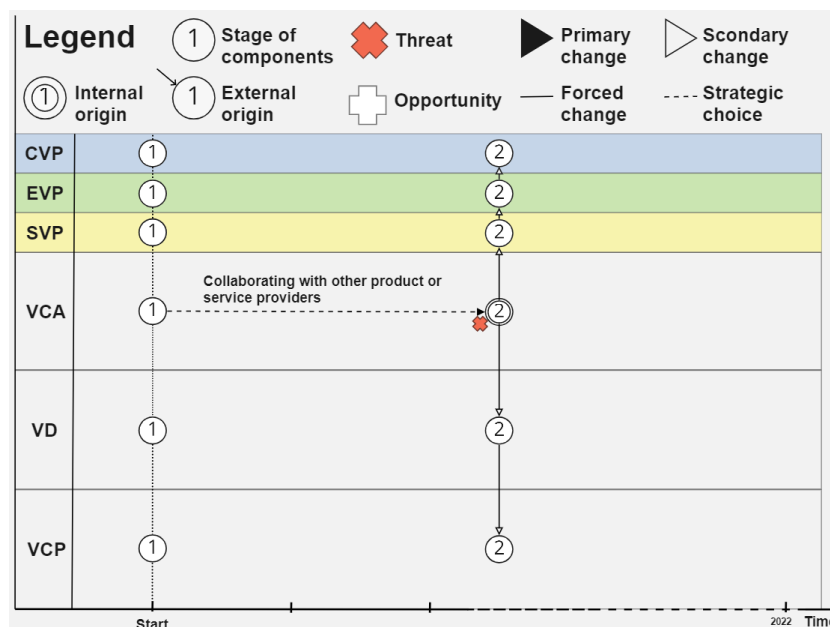 Legend
1
Stage of
components
Threat
Primary
change
Scondary
change
1
Internal
origin
1
External
origin
Opportunity
Forced
change
Strategic
choice
CVP
1
2
EVP
1
2
SVP
1
2
Collaborating with other product or
service providers
VCA
1
2
VD
1
2
VCP
1
2
Start
2022
Time